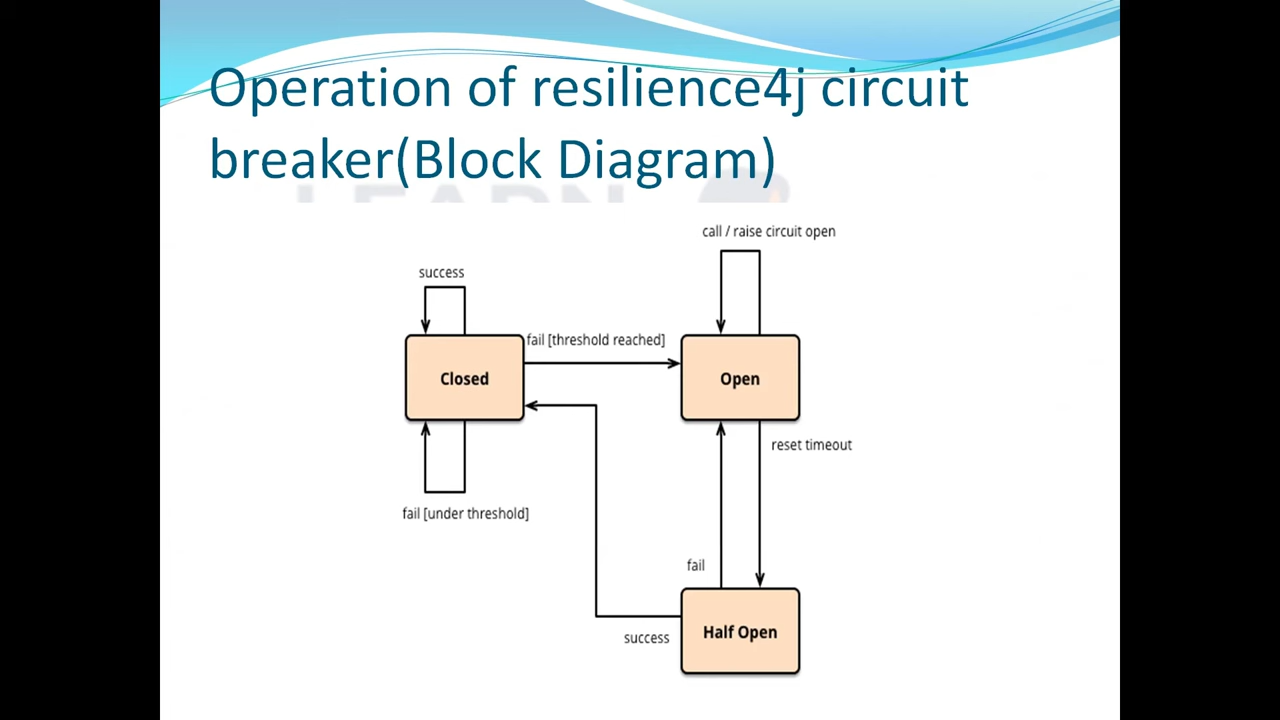 Operation of resilience4j circuit
breaker(Block Diagram)
call / raise circuit open
success
fail [threshold reached]
Closed
Open
reset timeout
fail [under threshold]
fail
Half Open
success